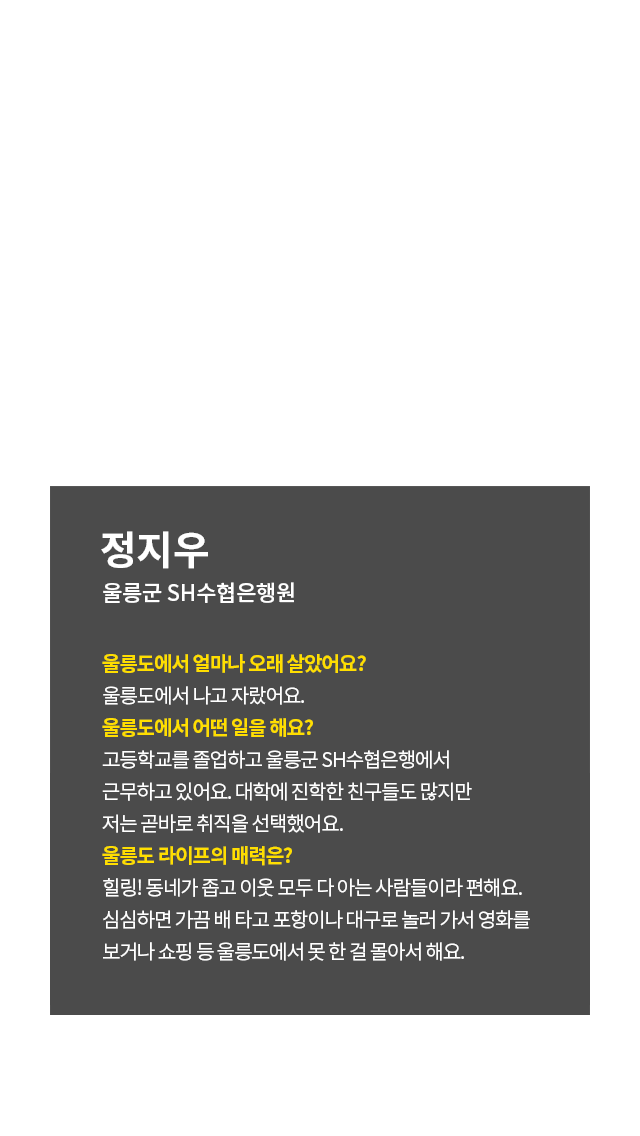 정지우
울릉군 SH수협은행원
울릉도에서 얼마나 오래 살았어요?
울릉도에서 나고 자랐어요.
울릉도에서 어떤 일을 해요?
고등학교를 졸업하고 울릉군 SH수협은행에서
근무하고 있어요. 대학에 진학한 친구들도 많지만
저는 곧바로 취직을 선택했어요.
울릉도 라이프의 매력은?
힐링! 동네가 좁고 이웃 모두 다 아는 사람들이라 편해요.
심심하면 가끔 배 타고 포항이나 대구로 놀러 가서 영화를
보거나 쇼핑 등 울릉도에서 못 한 걸 몰아서 해요.